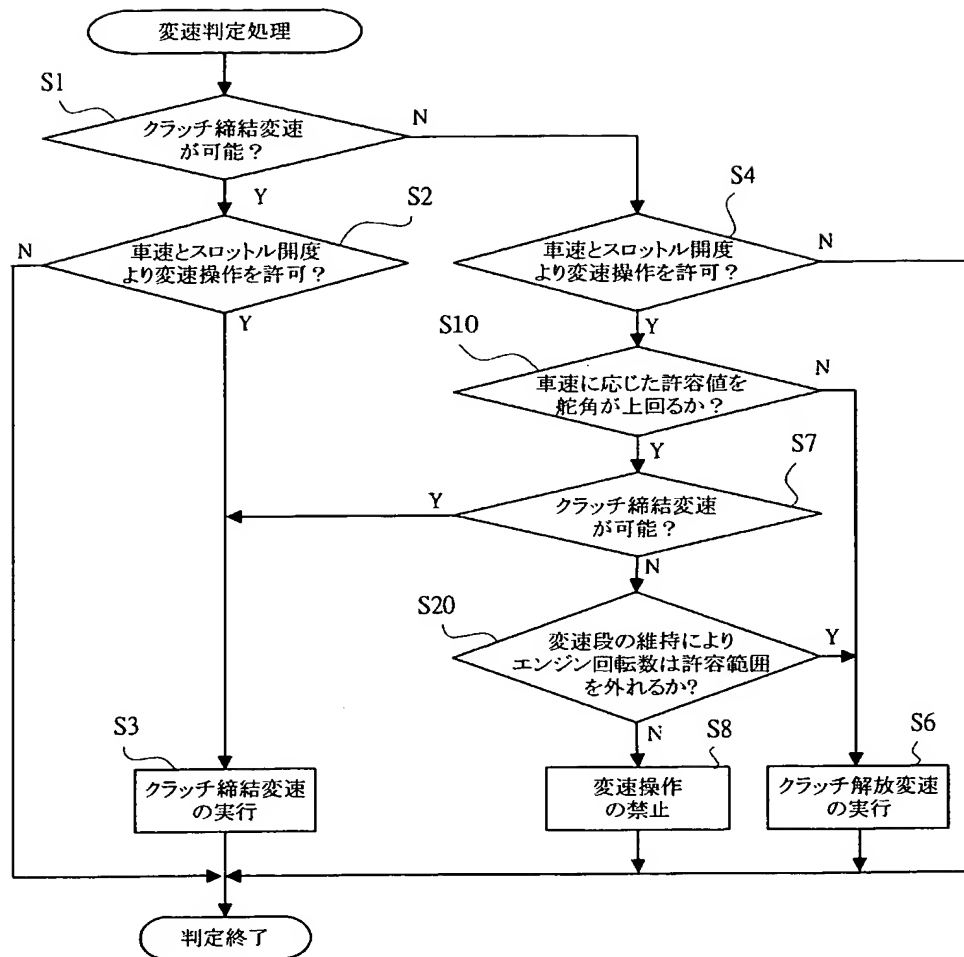 変速判定処理
S1
クラッチ締結変速
が可能？
N
Y
S2
N
車速とスロットル開度
より変速操作を許可？
Y
S4
車速とスロットル開度
より変速操作を許可？
N
Y
S10
車速に応じた許容値を
舵角が上回るか？
N
Y
S7
Y
クラッチ締結変速
が可能？
N
S20
変速段の維持により
エンジン回転数は許容範囲
を外れるか？
Y
N
S3
クラッチ締結変速
の実行
S8
変速操作
の禁止
S6
クラッチ解放変速
の実行
判定終了